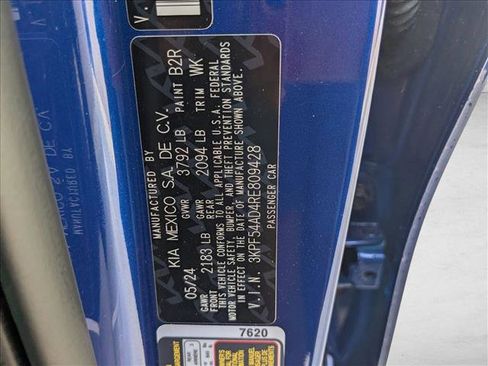 MANUFACTURED BY
KIA MEXICO S.A. DE C.V.
05/24 GVWR 3792 LB PAINT B2R
GAWR FRONT 2183 LB GAWR REAR 2094 LB TRIM WK
THIS VEHICLE CONFORMS TO ALL APPLICABLE U.S.A. FEDERAL
MOTOR VEHICLE SAFETY, BUMPER, AND THEFT PREVENTION STANDARDS
IN EFFECT ON THE DATE OF MANUFACTURE SHOWN ABOVE.
V.I.N. 3KPF54AD4RE809428
PASSENGER CAR
7620